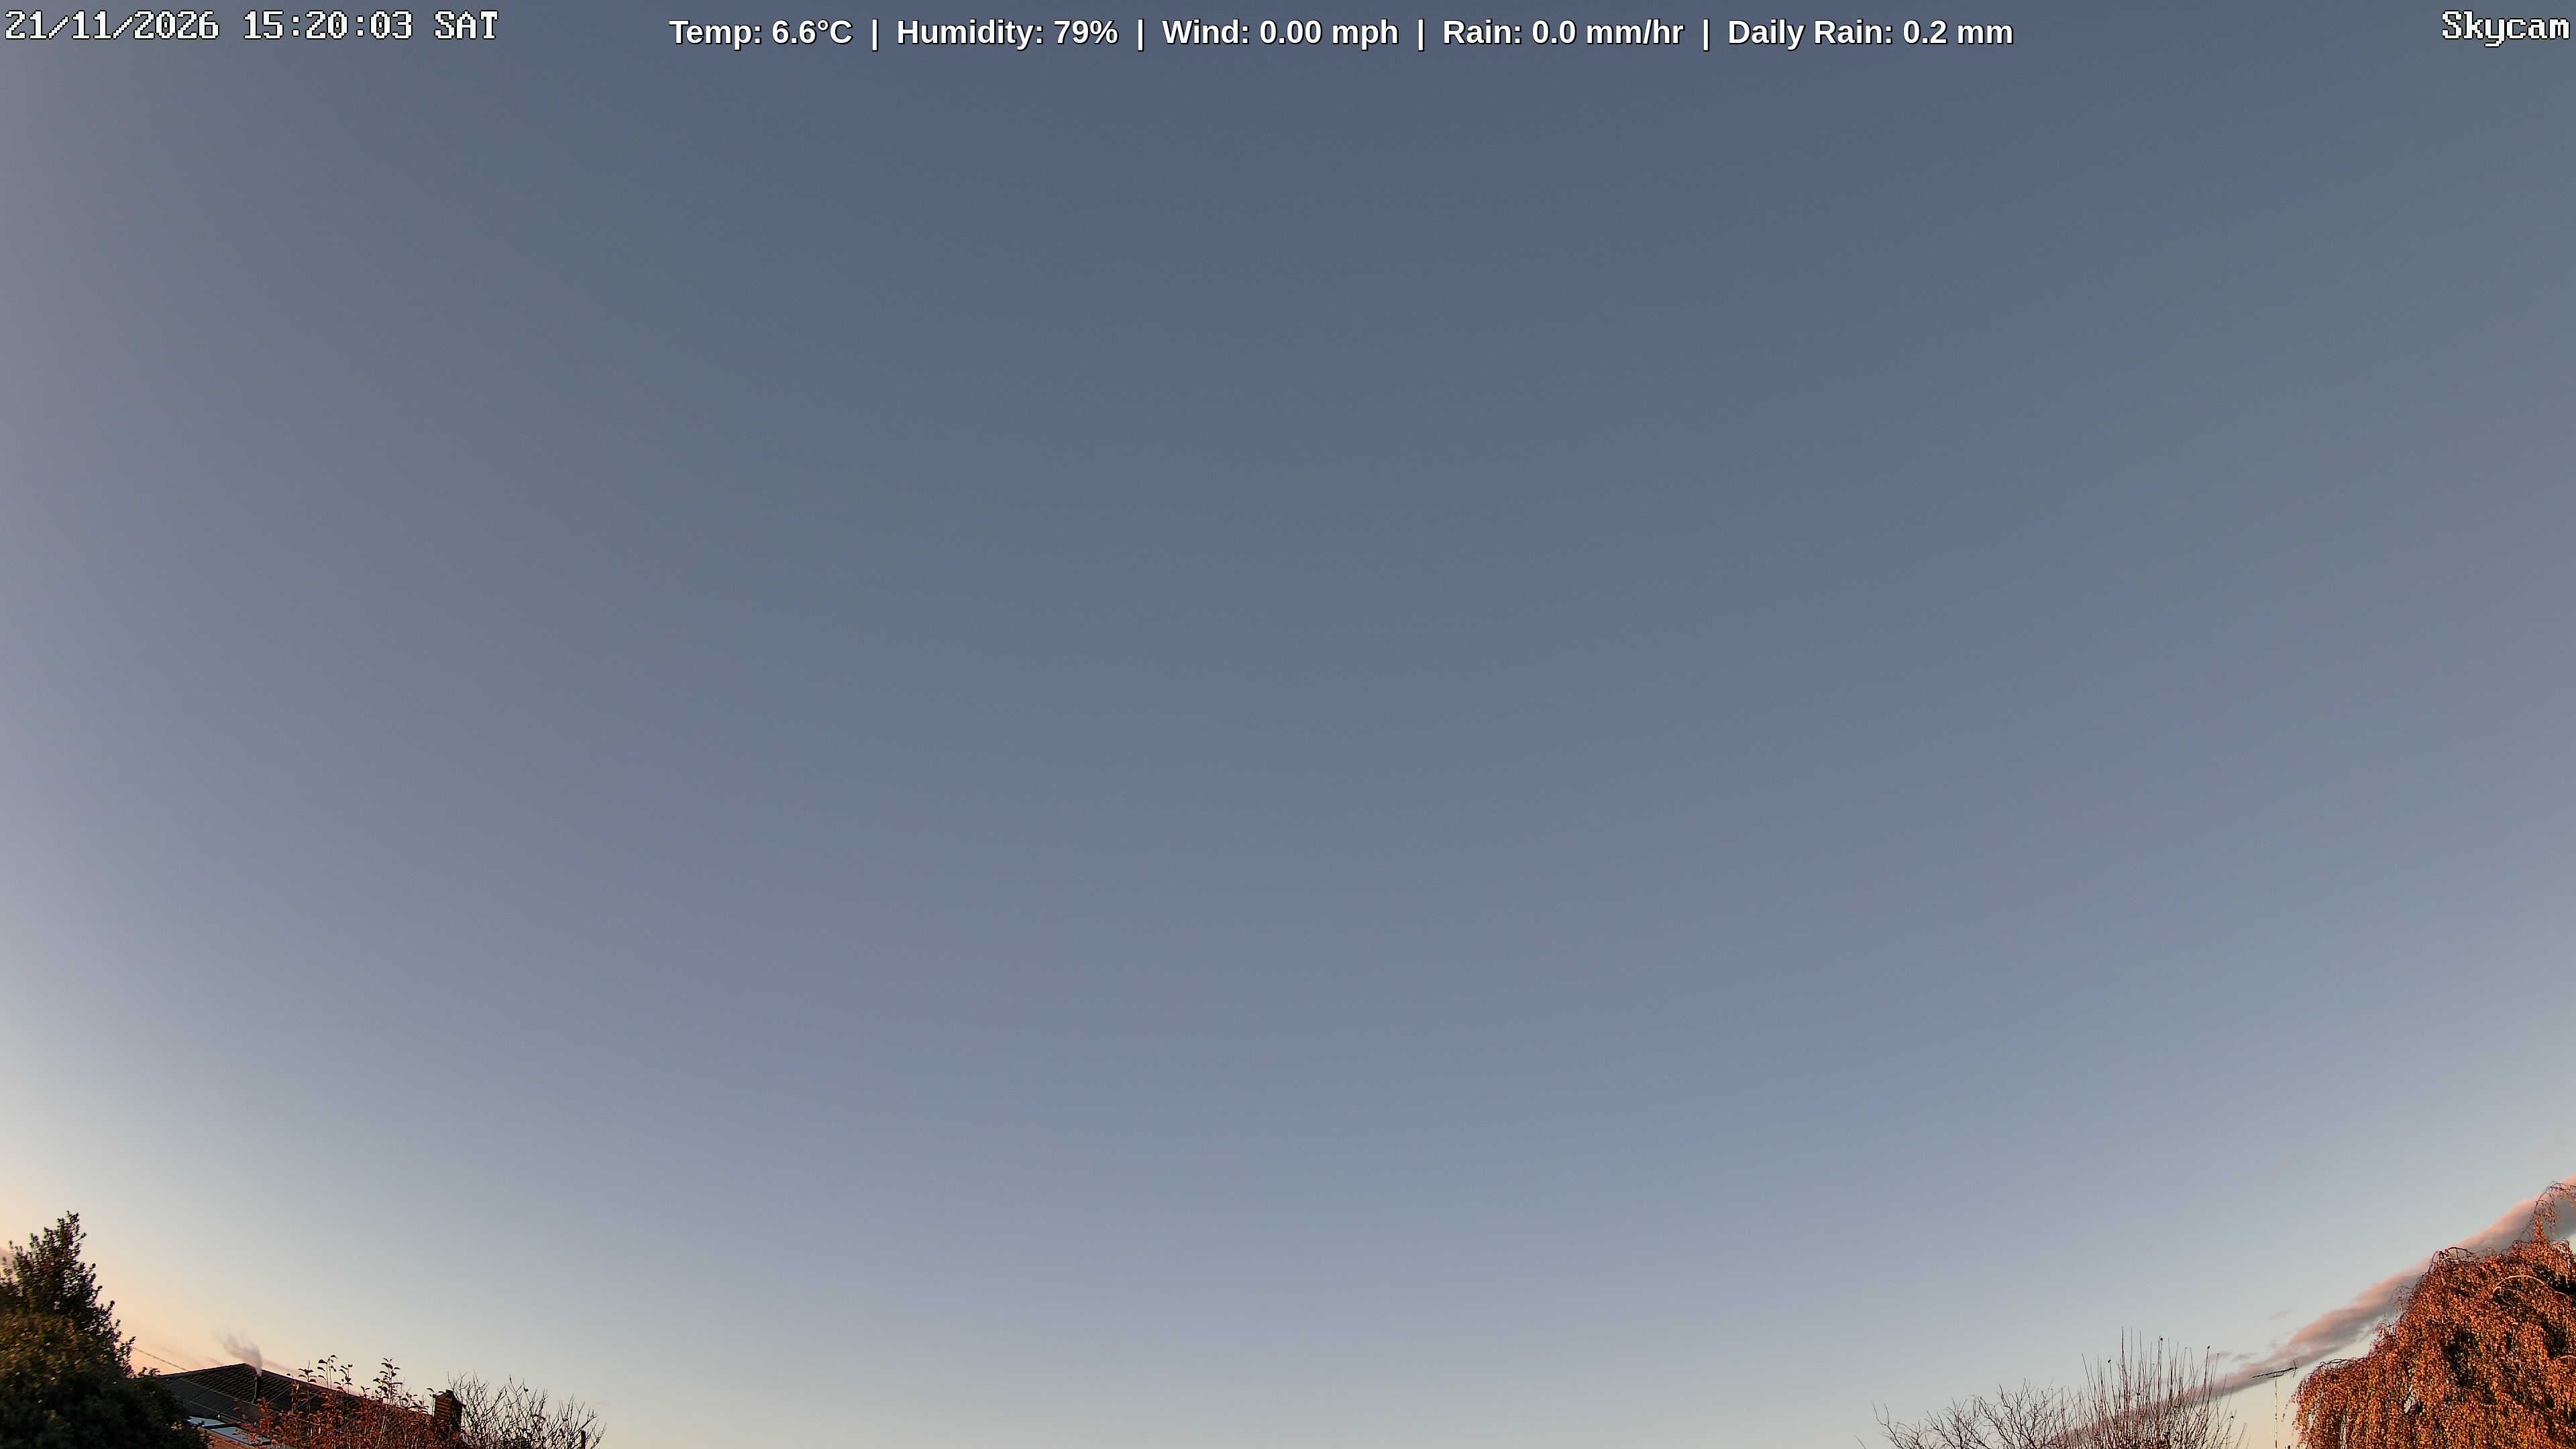 21/11/2026 15:20:03 SAT
Temp: 6.6°C | Humidity: 79% | Wind: 0.00 mph | Rain: 0.0 mm/hr | Daily Rain: 0.2 mm
Skycam